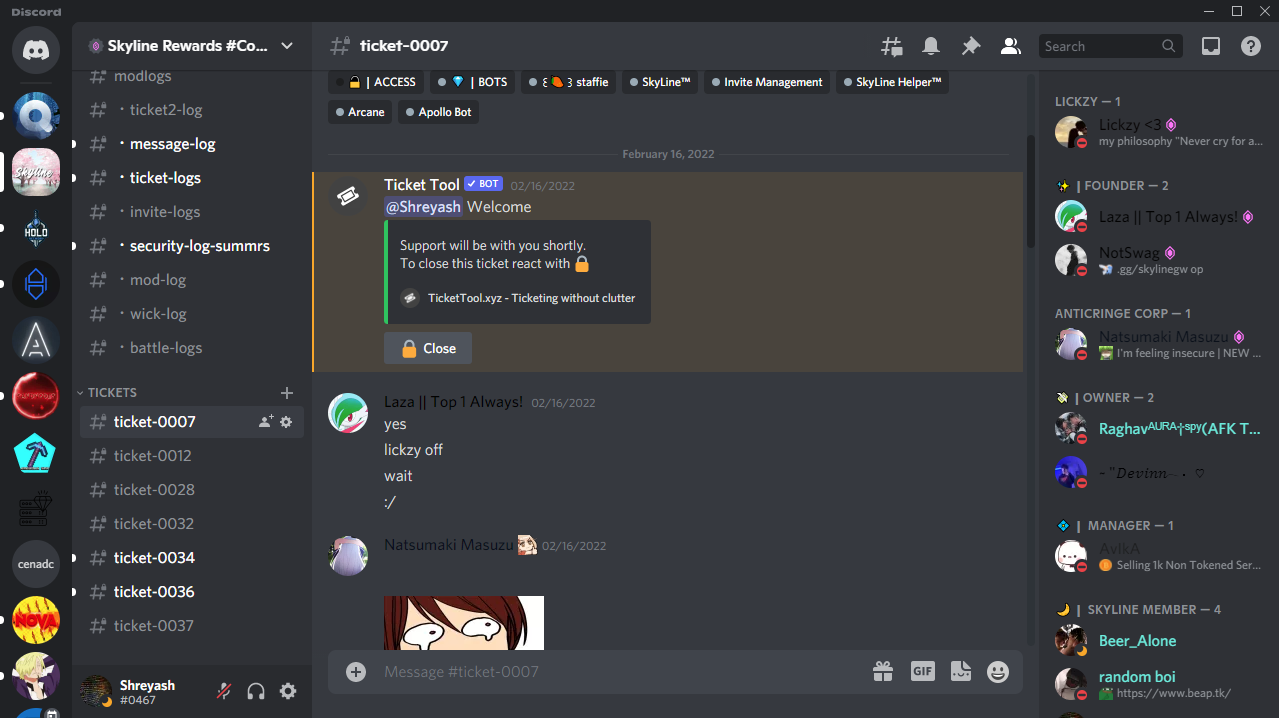 Discord
Skyline Rewards #Co...
ticket-0007
Search
modlogs
ticket2-log
message-log
ticket-logs
invite-logs
security-log-summrs
mod-log
wick-log
battle-logs
TICKETS
ticket-0007
ticket-0012
ticket-0028
ticket-0032
ticket-0034
ticket-0036
ticket-0037
cenadc
NOVA
Skyline
HOLD
Shreyash
#0467
🔒 | ACCESS
💎 | BOTS
staffie
SkyLine™
Invite Management
SkyLine Helper™
Arcane
Apollo Bot
February 16, 2022
Ticket Tool ✓ BOT 02/16/2022
@Shreyash Welcome
Support will be with you shortly.
To close this ticket react with 🔒
TicketTool.xyz - Ticketing without clutter
🔒 Close
Laza || Top 1 Always! 02/16/2022
yes
lickzy off
wait
:/
Natsumaki Masuzu 02/16/2022
Message #ticket-0007
GIF
LICKZY — 1
Lickzy <3
my philosophy "Never cry for a...
✨ | FOUNDER — 2
Laza || Top 1 Always!
NotSwag
.gg/skylinegw op
ANTICRINGE CORP — 1
Natsumaki Masuzu
I'm feeling insecure | NEW ...
💸 | OWNER — 2
Raghavᴬᵁᴿᴬ⸸ˢᵖʸ(AFK T...
~ "𝓓𝓮𝓿𝓲𝓷𝓷~ • ♡
💠 | MANAGER — 1
AvIkA
Selling 1k Non Tokened Ser...
🌙 | SKYLINE MEMBER — 4
Beer_Alone
random boi
https://www.beap.tk/